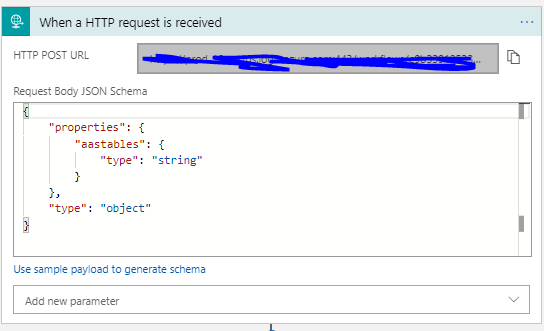 When a HTTP request is received
HTTP POST URL
Request Body JSON Schema
{
"properties": {
"aastables": {
"type": "string"
}
},
"type": "object"
}
Use sample payload to generate schema
Add new parameter